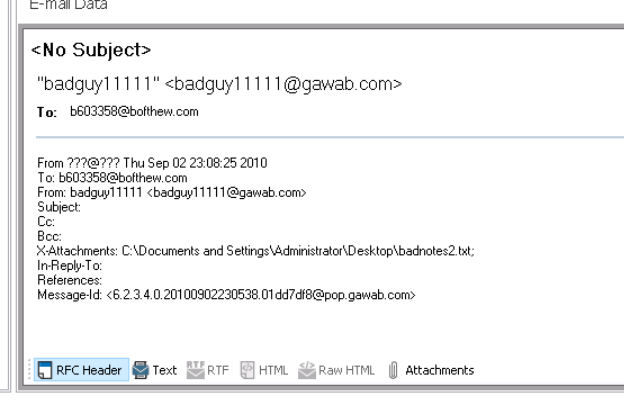 E-mail Data
<No Subject>
"badguy11111" <badguy11111@gawab.com>
To: b603358@bofthew.com
From ???@??? Thu Sep 02 23:08:25 2010
To: b603358@bofthew.com
From: badguy11111 <badguy11111@gawab.com>
Subject:
Cc:
Bcc:
X-Attachments: C:\Documents and Settings\Administrator\Desktop\badnotes2.txt;
In-Reply-To:
References:
Message-Id: <6.2.3.4.0.20100902230538.01dd7df8@pop.gawab.com>
RFC Header Text RTF RTF HTML Raw HTML Attachments